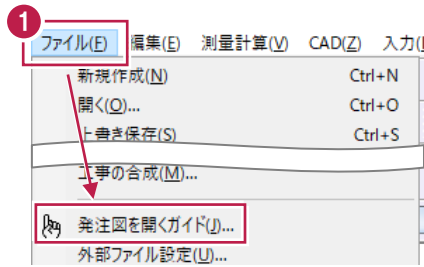 1
ファイル(F) 編集(E) 測量計算(V) CAD(Z) 入力(
新規作成(N) Ctrl+N
開く(O)... Ctrl+O
上書き保存(S) Ctrl+S
工事の合成(M)...
発注図を開くガイド(J)...
外部ファイル設定(U)...